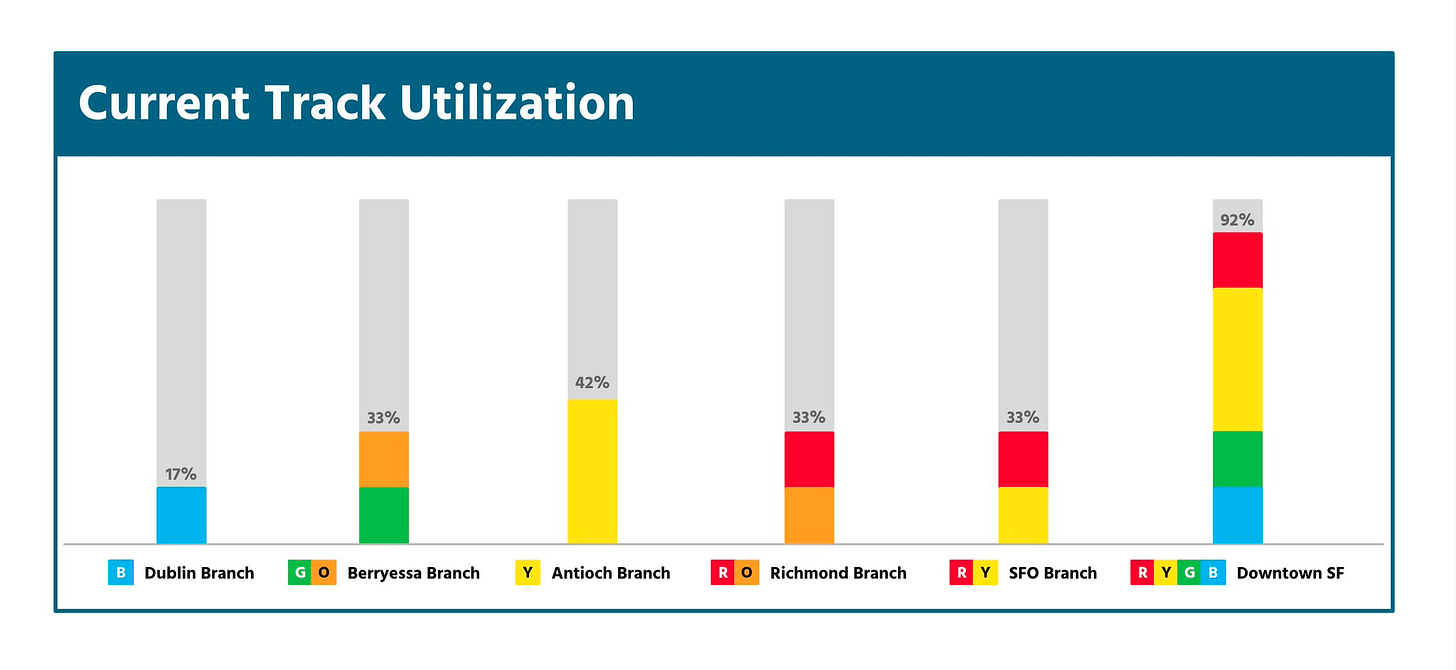 Current Track Utilization
17%
33%
42%
33%
33%
92%
B Dublin Branch
G O Berryessa Branch
Y Antioch Branch
R O Richmond Branch
R Y SFO Branch
R Y G B Downtown SF